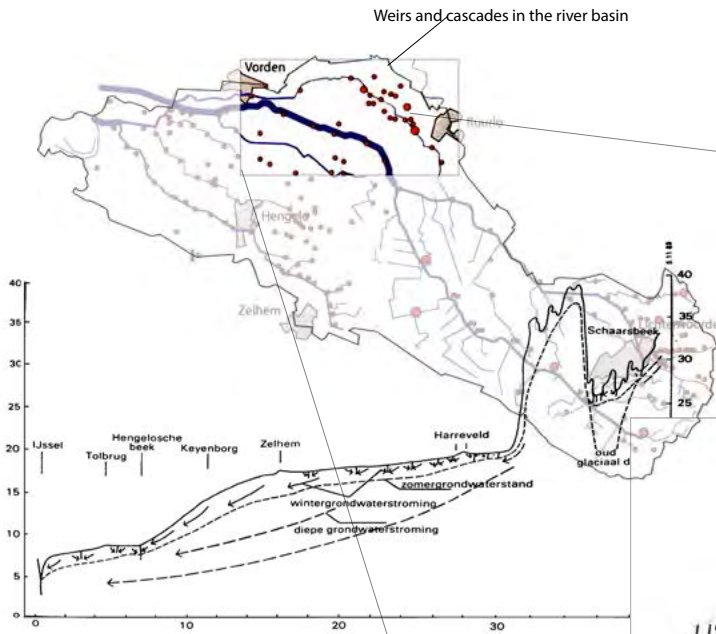 Weirs and cascades in the river basin
Vorden
Ruurlo
Hengelo
Zelhem
40
35
30
25
20
15
10
5
0
40
35
30
25
Schaarsbeek
IJssel
Tolbrug
Hengelosche
beek
Keyenborg
Zelhem
Harreveld
oud
glaciaal d
zomergrondwaterstand
wintergrondwaterstroming
diepe grondwaterstroming
0
10
20
30